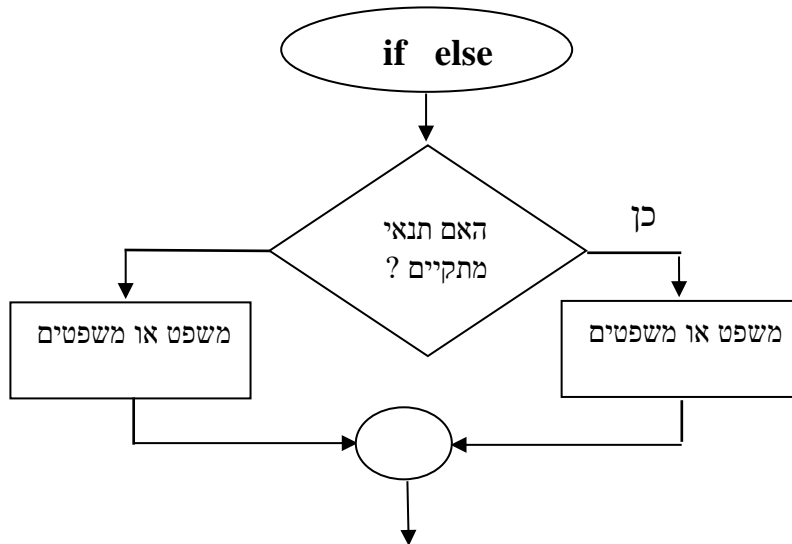 if else
כן
האם תנאי
מתקיים ?
משפט או משפטים
משפט או משפטים